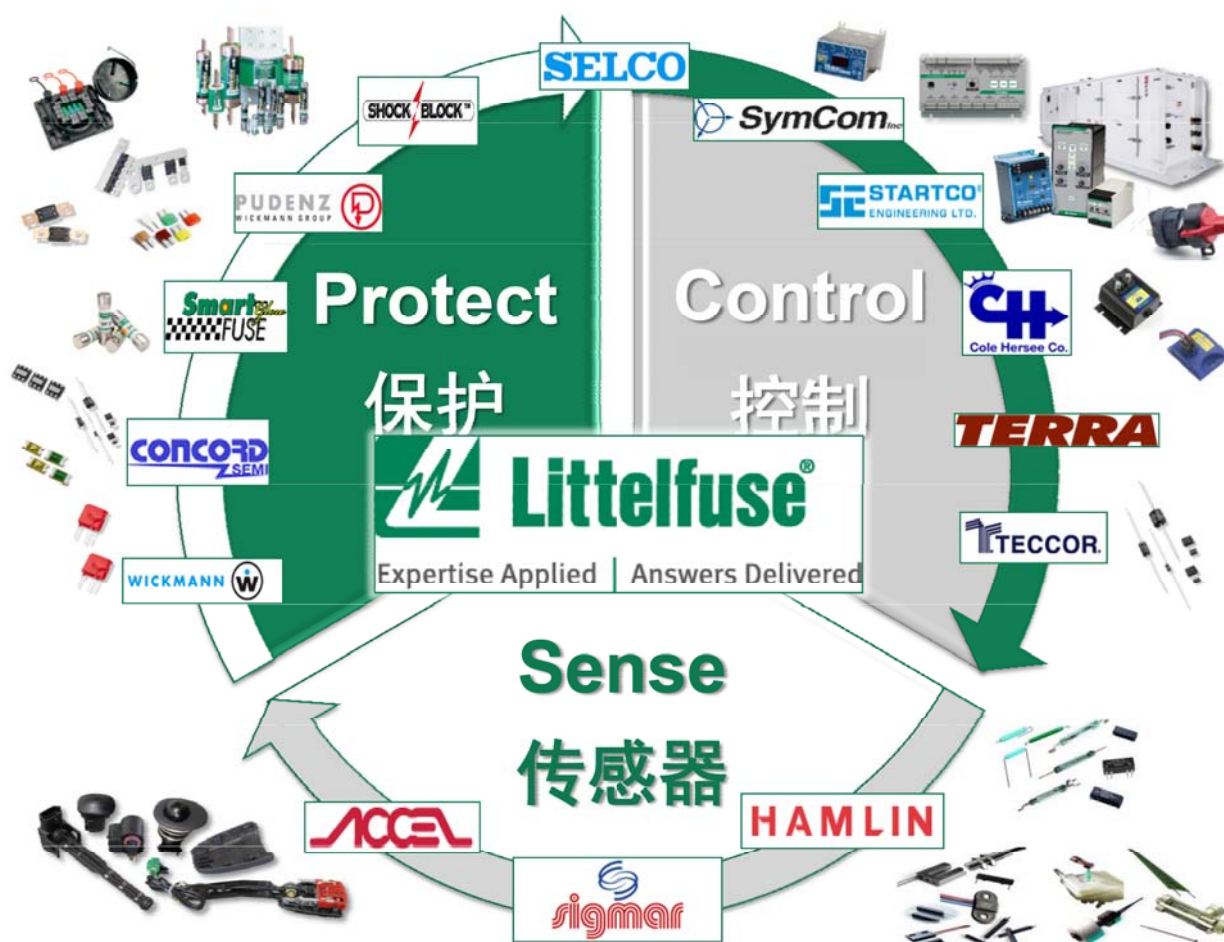 SELCO
SHOCK BLOCK™
SymCom Inc
PUDENZ
WICKMANN GROUP
STARTCO®
ENGINEERING LTD.
Protect
保护
Control
控制
Smart Glow
FUSE
CH
Cole Hersee Co.
CONCORD
SEMI
TERRA
Littelfuse®
Expertise Applied | Answers Delivered
WICKMANN W
TECCOR.
Sense
传感器
ACCEL
HAMLIN
sigmar